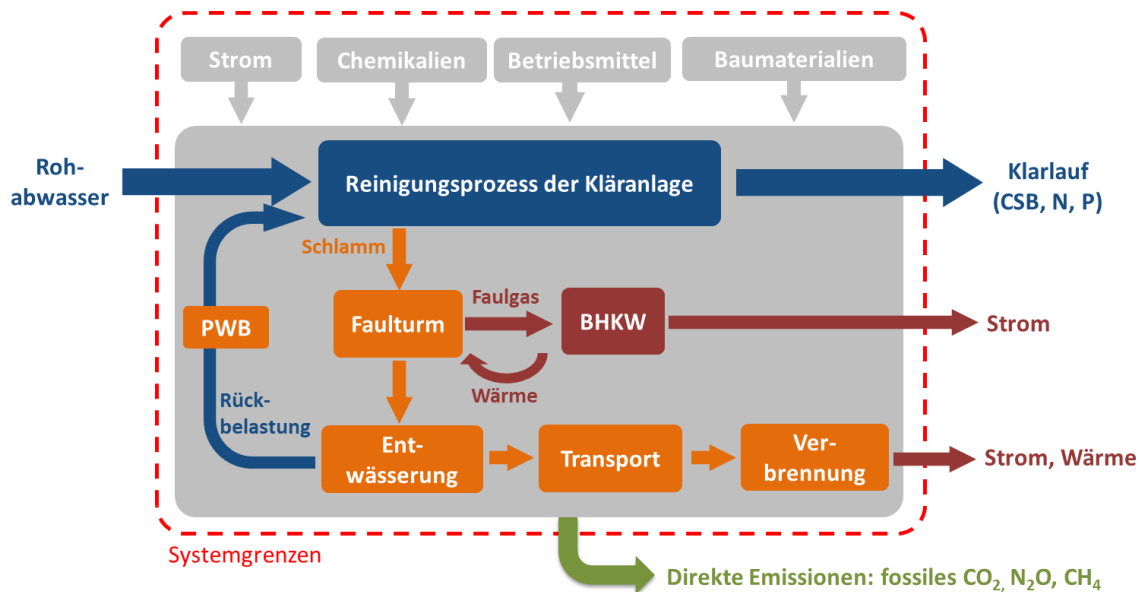 Strom
Chemikalien
Betriebsmittel
Baumaterialien
Roh-
abwasser
Reinigungsprozess der Kläranlage
Klarlauf
(CSB, N, P)
Schlamm
Faulgas
PWB
Faulturm
BHKW
Strom
Wärme
Rück-
belastung
Ent-
wässerung
Transport
Ver-
brennung
Strom, Wärme
Systemgrenzen
Direkte Emissionen: fossiles CO₂, N₂O, CH₄